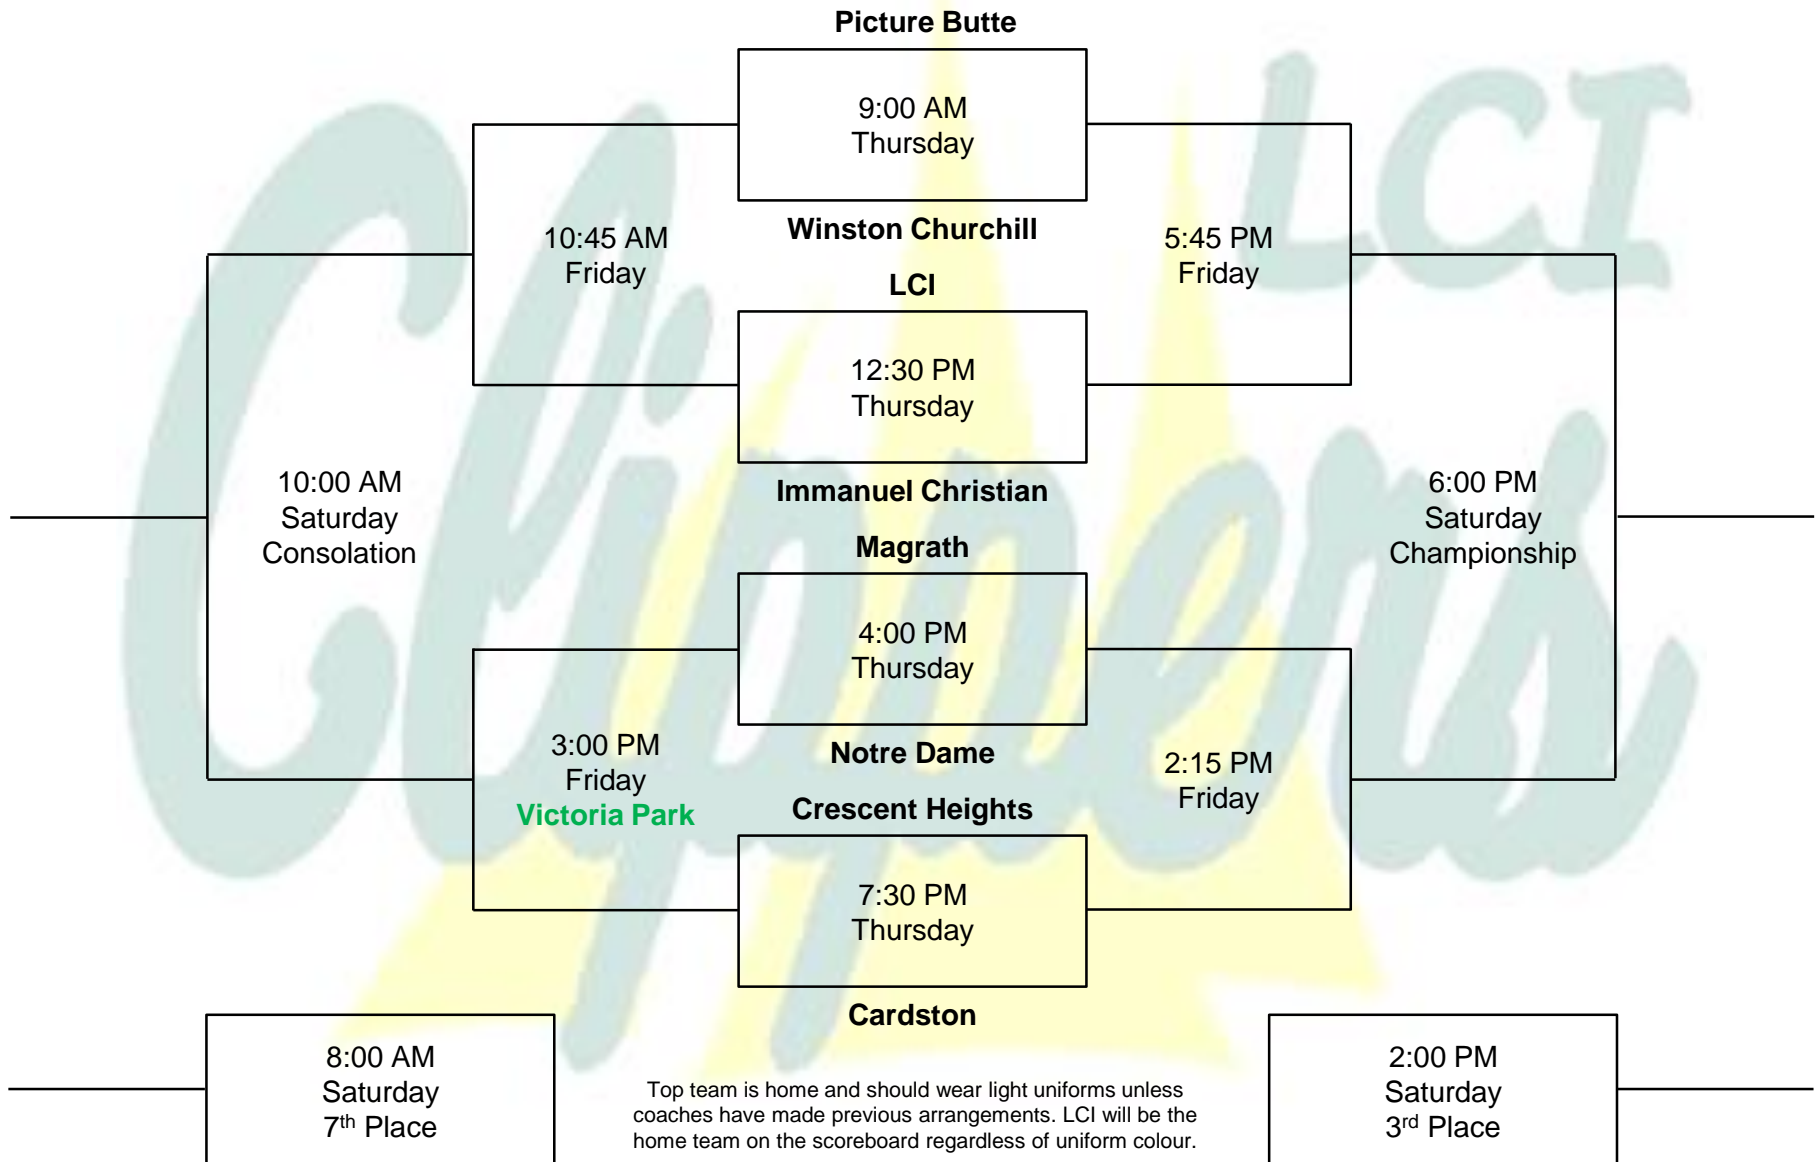 Picture Butte
9:00 AM
Thursday
Winston Churchill
10:45 AM
Friday
5:45 PM
Friday
LCI
12:30 PM
Thursday
Immanuel Christian
10:00 AM
Saturday
Consolation
6:00 PM
Saturday
Championship
Magrath
4:00 PM
Thursday
Notre Dame
3:00 PM
Friday
Victoria Park
2:15 PM
Friday
Crescent Heights
7:30 PM
Thursday
Cardston
8:00 AM
Saturday
7th Place
Top team is home and should wear light uniforms unless
coaches have made previous arrangements. LCI will be the
home team on the scoreboard regardless of uniform colour.
2:00 PM
Saturday
3rd Place
LCI
Clippers